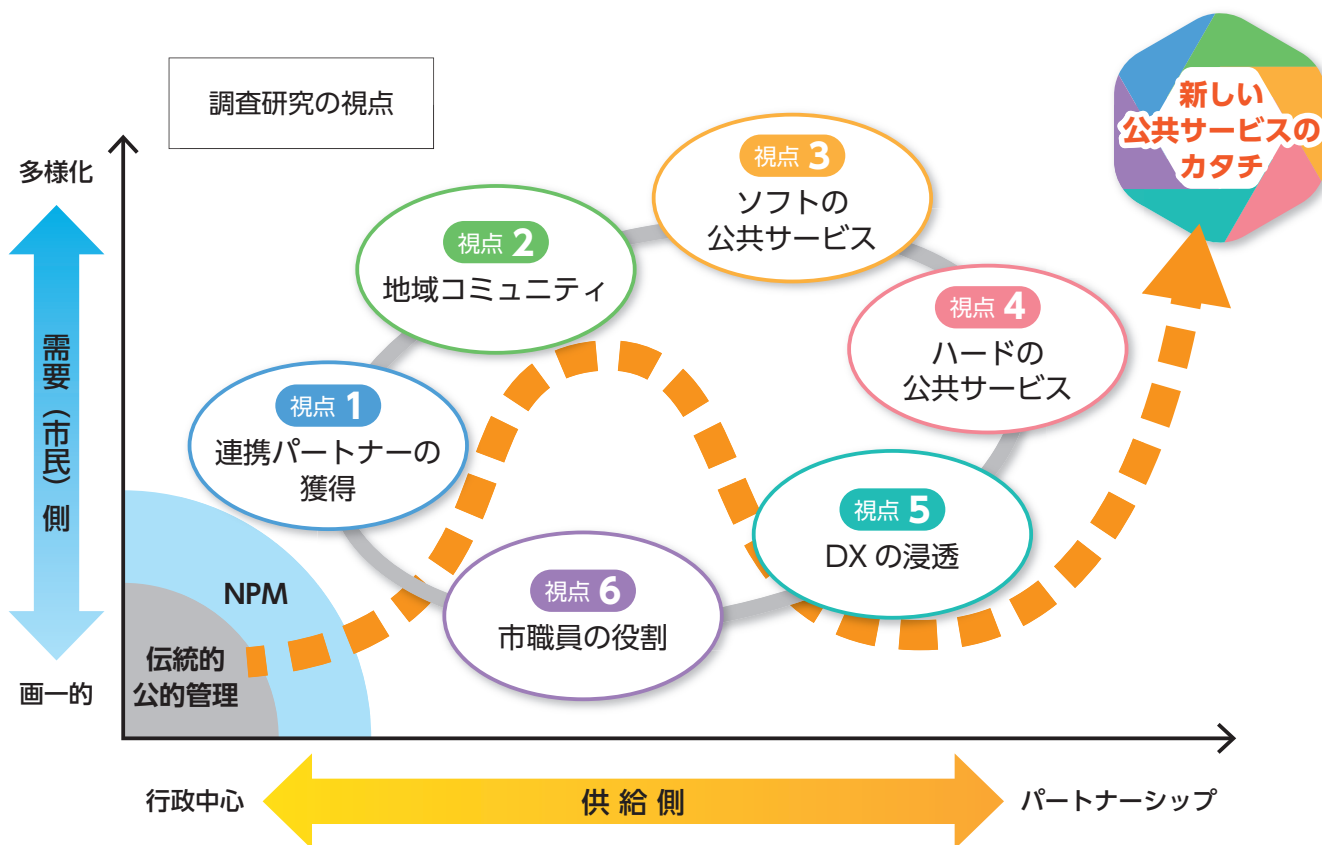 調査研究の視点
新しい
公共サービスの
カタチ
多様化
需要（市民）側
画一的
視点 1
連携パートナーの
獲得
視点 2
地域コミュニティ
視点 3
ソフトの
公共サービス
視点 4
ハードの
公共サービス
視点 5
DX の浸透
視点 6
市職員の役割
NPM
伝統的
公的管理
行政中心
供給側
パートナーシップ